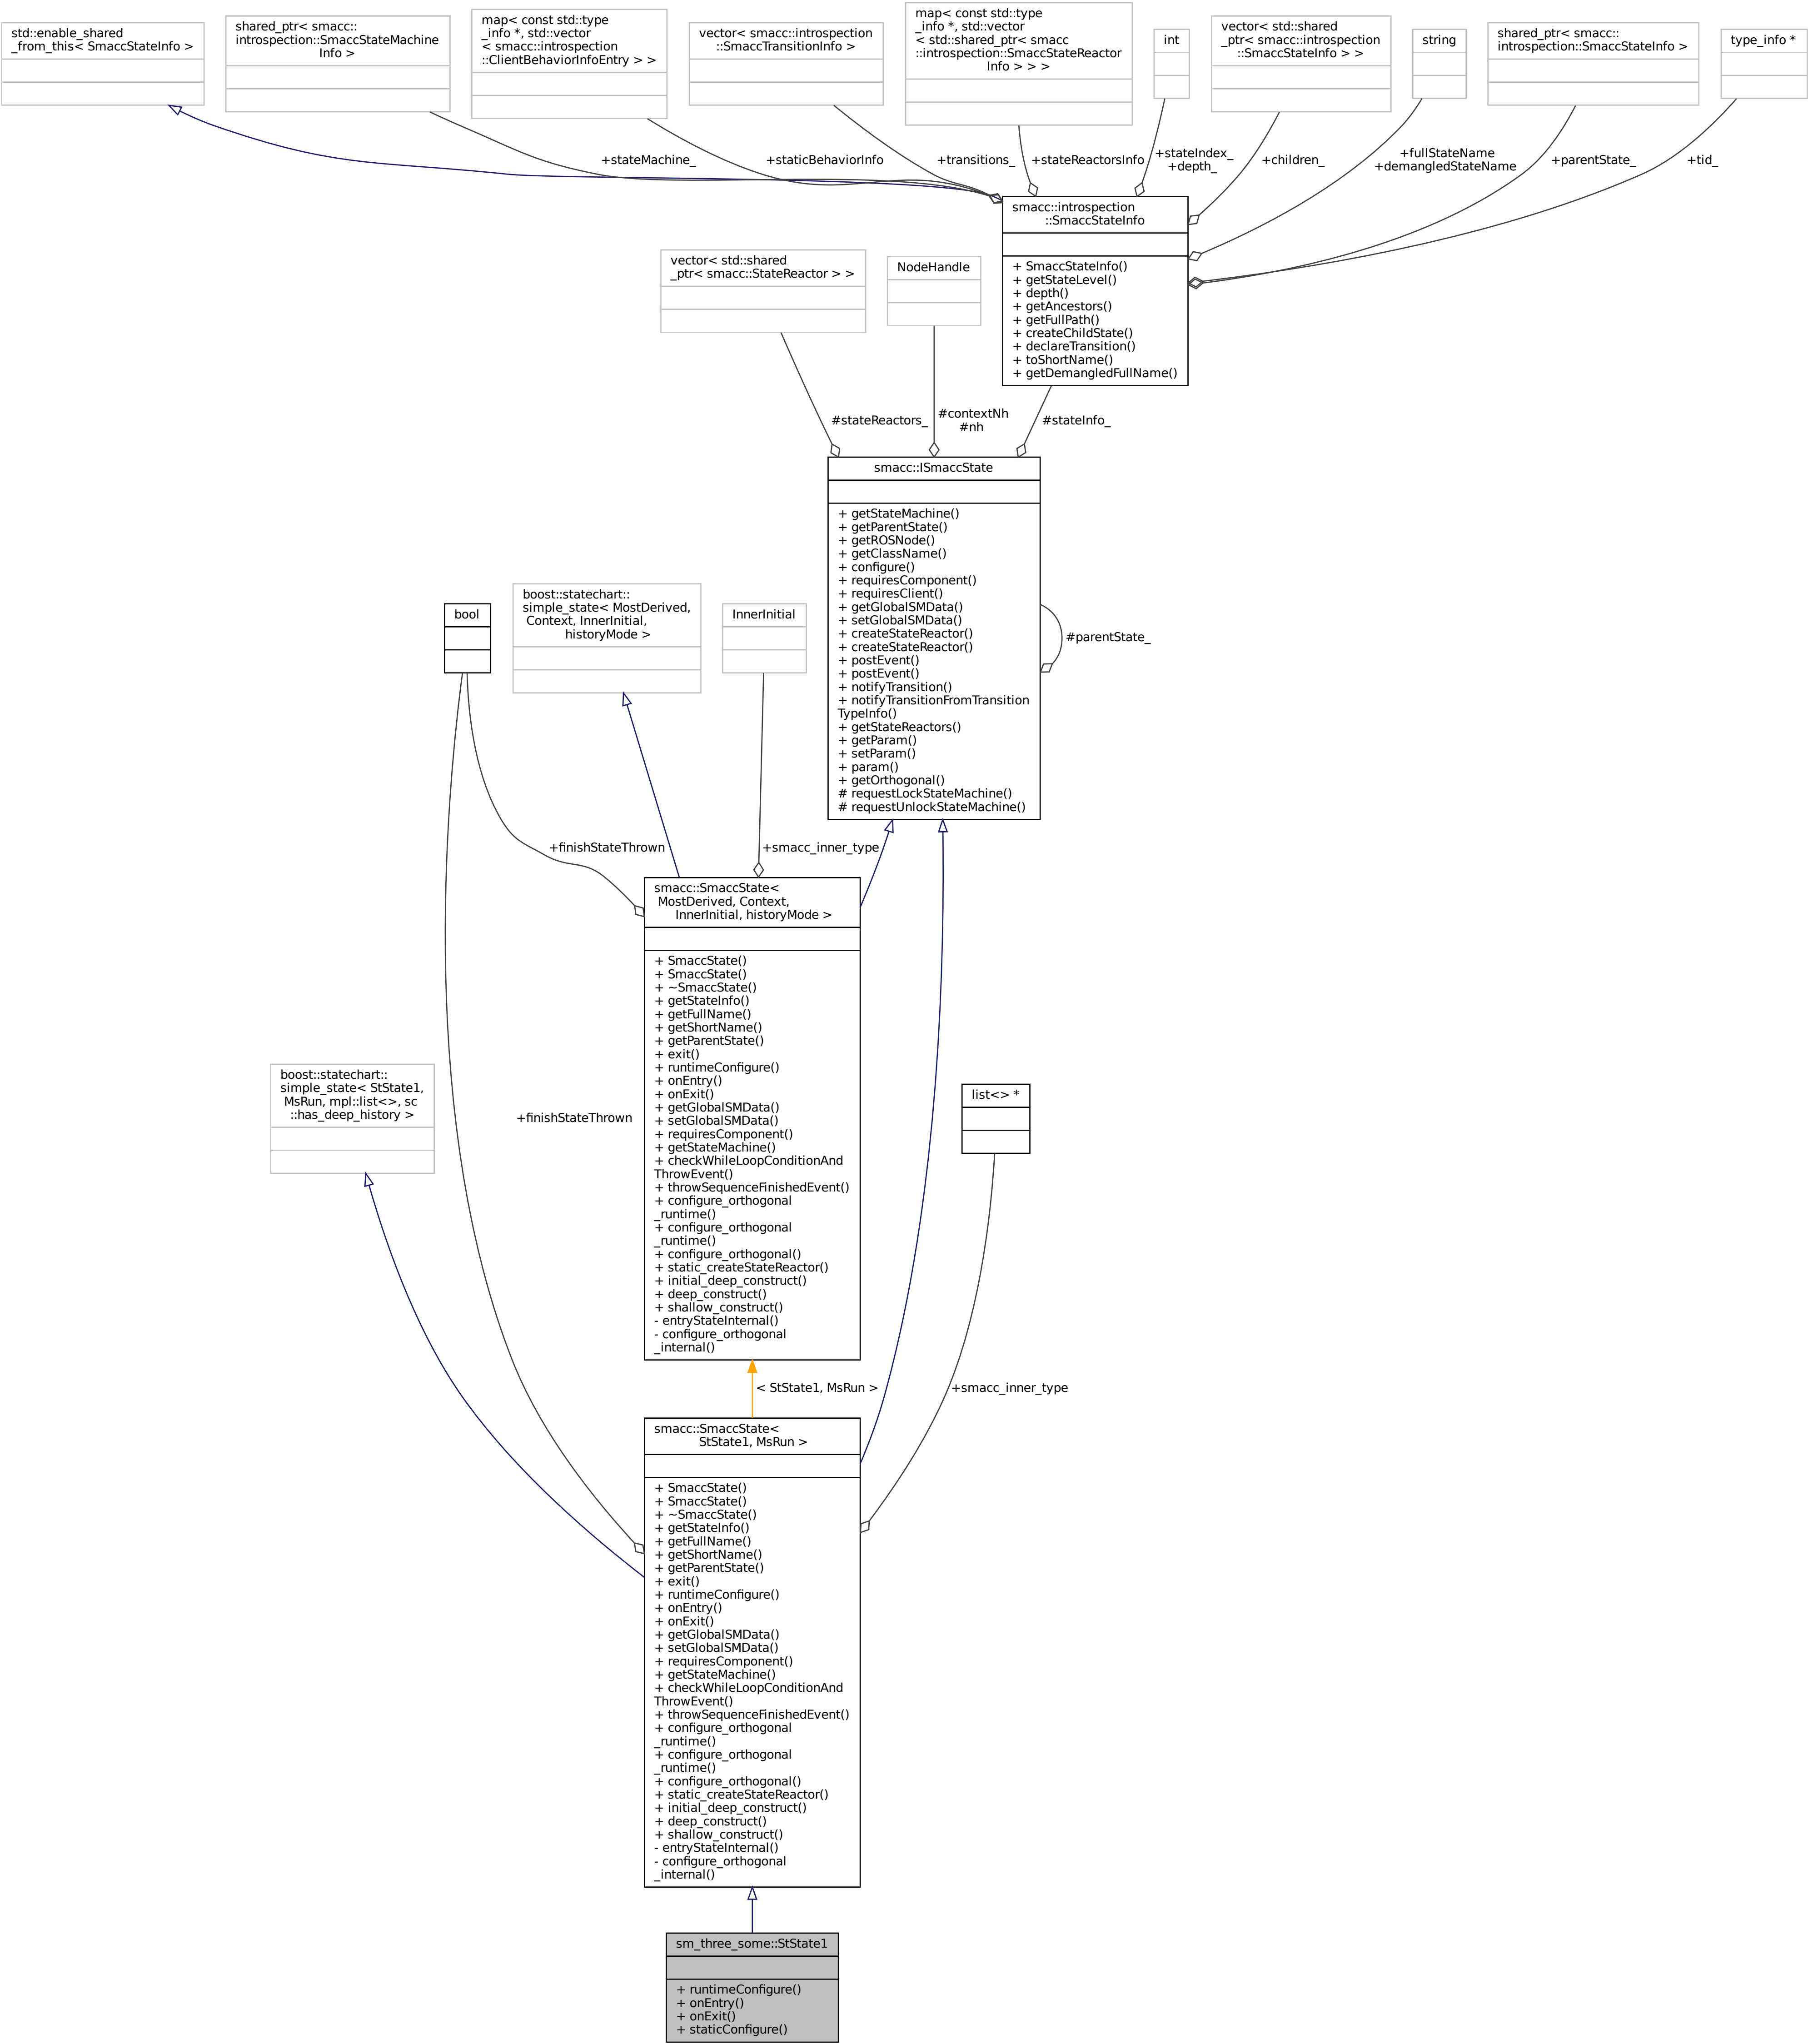 std::enable_shared
_from_this< SmaccStateInfo >
shared_ptr< smacc::
introspection::SmaccStateMachine
Info >
map< const std::type
_info *, std::vector
< smacc::introspection
::ClientBehaviorInfoEntry > >
vector< smacc::introspection
::SmaccTransitionInfo >
map< const std::type
_info *, std::vector
< std::shared_ptr< smacc
::introspection::SmaccStateReactor
Info > > >
int
vector< std::shared
_ptr< smacc::introspection
::SmaccStateInfo > >
string
shared_ptr< smacc::
introspection::SmaccStateInfo >
type_info *
+stateMachine_
+staticBehaviorInfo
+transitions_
+stateReactorsInfo
+stateIndex_
+depth_
+children_
+fullStateName
+demangledStateName
+parentState_
+tid_
smacc::introspection
::SmaccStateInfo
+ SmaccStateInfo()
+ getStateLevel()
+ depth()
+ getAncestors()
+ getFullPath()
+ createChildState()
+ declareTransition()
+ toShortName()
+ getDemangledFullName()
vector< std::shared
_ptr< smacc::StateReactor > >
NodeHandle
#stateReactors_
#contextNh
#nh
#stateInfo_
smacc::ISmaccState
+ getStateMachine()
+ getParentState()
+ getROSNode()
+ getClassName()
+ configure()
+ requiresComponent()
+ requiresClient()
+ getGlobalSMData()
+ setGlobalSMData()
+ createStateReactor()
+ createStateReactor()
+ postEvent()
+ postEvent()
+ notifyTransition()
+ notifyTransitionFromTransition
TypeInfo()
+ getStateReactors()
+ getParam()
+ setParam()
+ param()
+ getOrthogonal()
# requestLockStateMachine()
# requestUnlockStateMachine()
#parentState_
bool
boost::statechart::
simple_state< MostDerived,
Context, InnerInitial,
historyMode >
InnerInitial
+finishStateThrown
+smacc_inner_type
smacc::SmaccState<
MostDerived, Context,
InnerInitial, historyMode >
+ SmaccState()
+ SmaccState()
+ ~SmaccState()
+ getStateInfo()
+ getFullName()
+ getShortName()
+ getParentState()
+ exit()
+ runtimeConfigure()
+ onEntry()
+ onExit()
+ getGlobalSMData()
+ setGlobalSMData()
+ requiresComponent()
+ getStateMachine()
+ checkWhileLoopConditionAnd
ThrowEvent()
+ throwSequenceFinishedEvent()
+ configure_orthogonal
_runtime()
+ configure_orthogonal
_runtime()
+ configure_orthogonal()
+ static_createStateReactor()
+ initial_deep_construct()
+ deep_construct()
+ shallow_construct()
- entryStateInternal()
- configure_orthogonal
_internal()
boost::statechart::
simple_state< StState1,
MsRun, mpl::list<>, sc
::has_deep_history >
+finishStateThrown
list<> *
< StState1, MsRun >
+smacc_inner_type
smacc::SmaccState<
StState1, MsRun >
+ SmaccState()
+ SmaccState()
+ ~SmaccState()
+ getStateInfo()
+ getFullName()
+ getShortName()
+ getParentState()
+ exit()
+ runtimeConfigure()
+ onEntry()
+ onExit()
+ getGlobalSMData()
+ setGlobalSMData()
+ requiresComponent()
+ getStateMachine()
+ checkWhileLoopConditionAnd
ThrowEvent()
+ throwSequenceFinishedEvent()
+ configure_orthogonal
_runtime()
+ configure_orthogonal
_runtime()
+ configure_orthogonal()
+ static_createStateReactor()
+ initial_deep_construct()
+ deep_construct()
+ shallow_construct()
- entryStateInternal()
- configure_orthogonal
_internal()
sm_three_some::StState1
+ runtimeConfigure()
+ onEntry()
+ onExit()
+ staticConfigure()